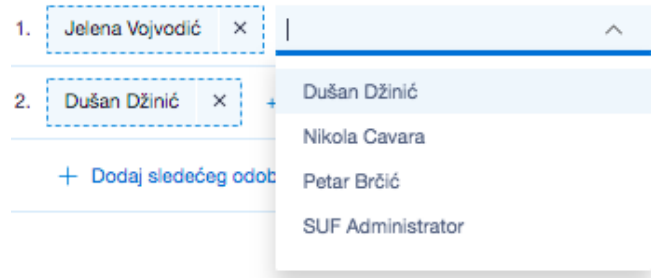 1. Jelena Vojvodić ×
2. Dušan Džinić × +
Dušan Džinić
Nikola Cavara
+ Dodaj sledećeg odob
Petar Brčić
SUF Administrator